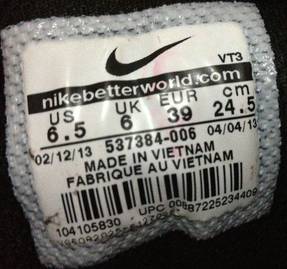 VT3
nikebetterworld.com
US UK EUR cm
6.5 6 39 24.5
02/12/13 537384-006 04/04/13
MADE IN VIETNAM
FABRIQUE AU VIETNAM
104105830 UPC 00887225234409